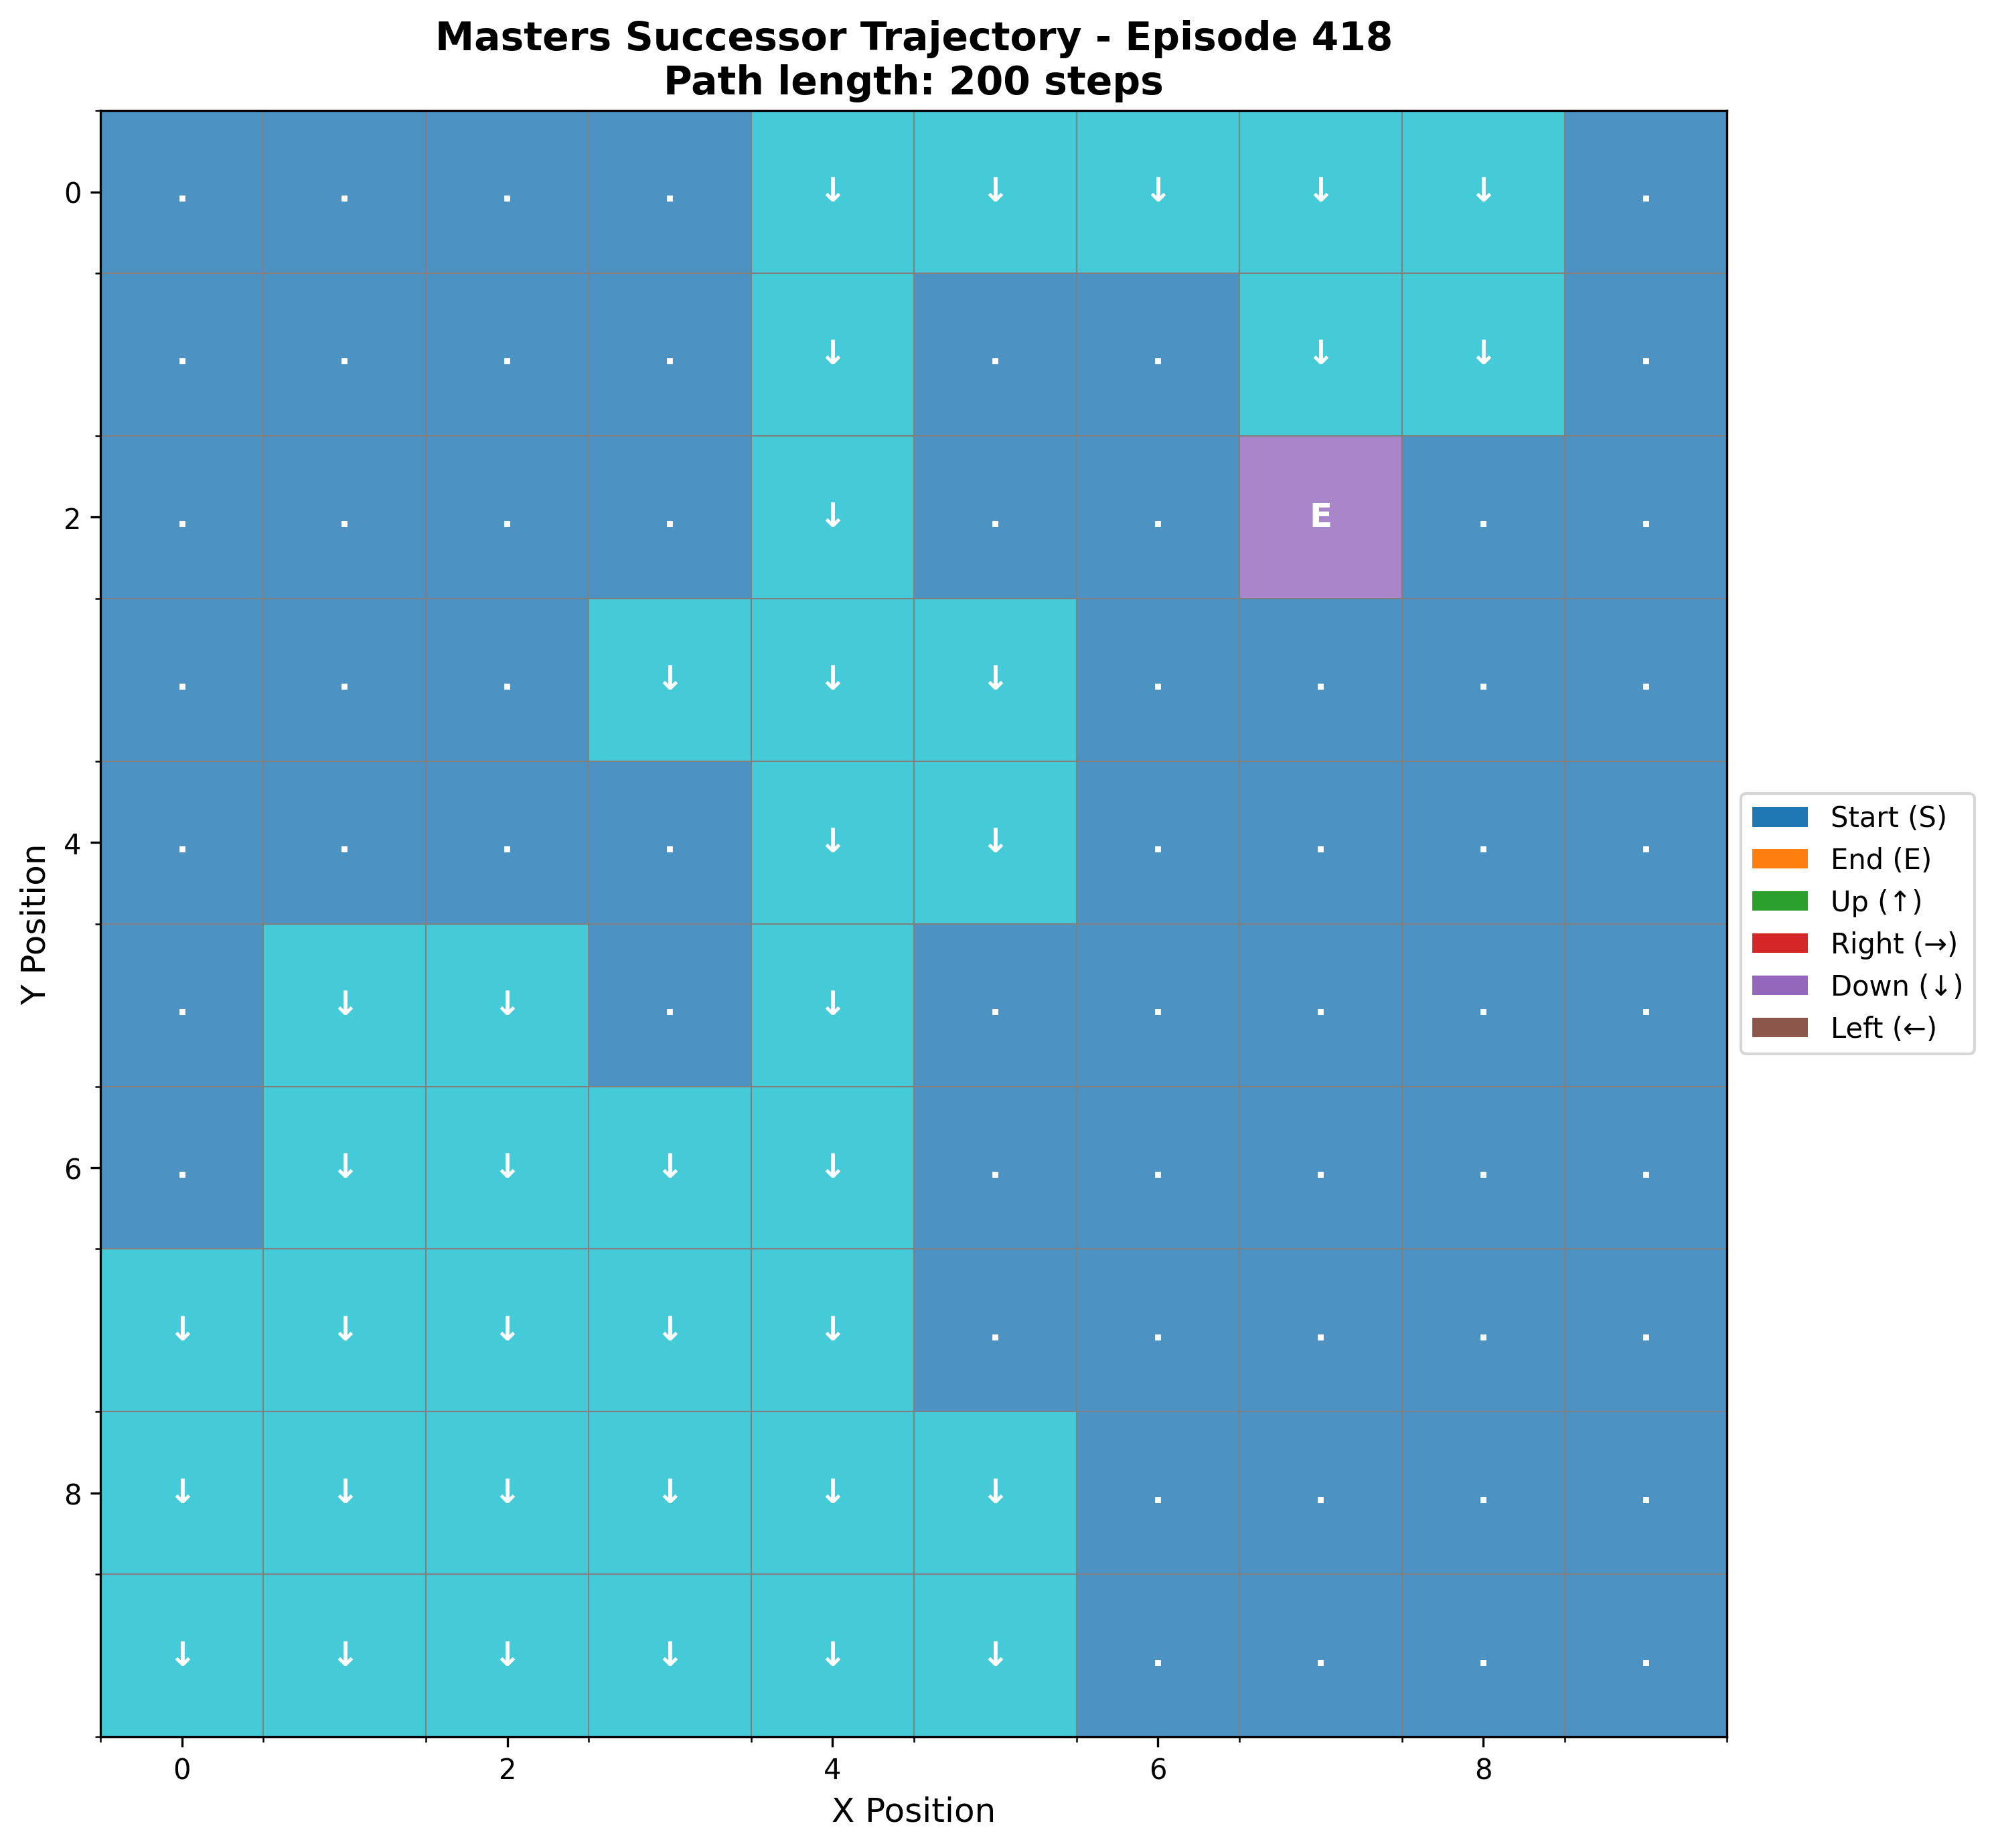 Masters Successor Trajectory - Episode 418
Path length: 200 steps
0 . . . . ↓ ↓ ↓ ↓ ↓ .
. . . . ↓ . . ↓ ↓ .
2 . . . . ↓ . . E . .
. . . ↓ ↓ ↓ . . . .
4 . . . . ↓ ↓ . . . .
. ↓ ↓ . ↓ . . . . .
6 . ↓ ↓ ↓ ↓ . . . . .
↓ ↓ ↓ ↓ ↓ . . . . .
8 ↓ ↓ ↓ ↓ ↓ ↓ . . . .
↓ ↓ ↓ ↓ ↓ ↓ . . . .
0 2 4 6 8
X Position
Y Position
Start (S)
End (E)
Up (↑)
Right (→)
Down (↓)
Left (←)